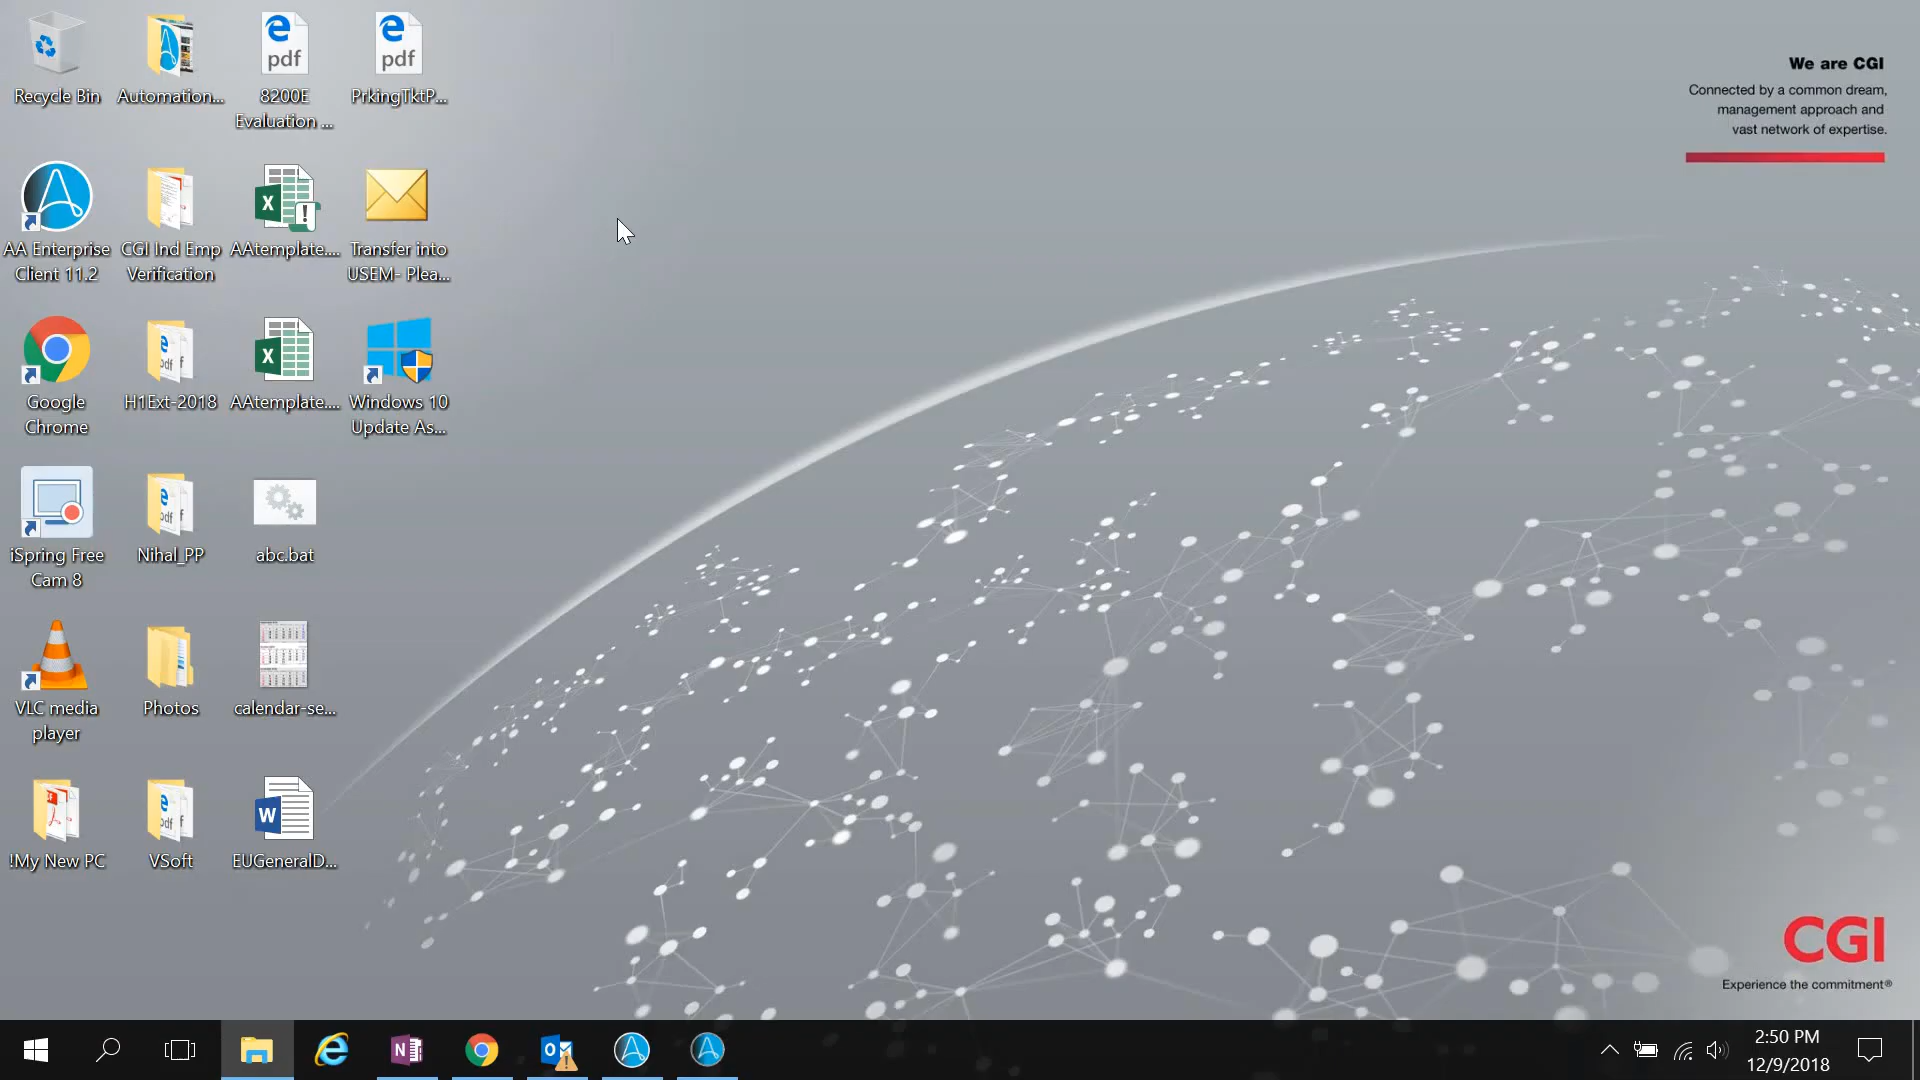 Recycle Bin
Automation...
8200E
Evaluation ...
PrkingTktP...
AA Enterprise
Client 11.2
CGI Ind Emp
Verification
AAtemplate....
Transfer into
USEM- Plea...
Google
Chrome
H1Ext-2018
AAtemplate....
Windows 10
Update As...
iSpring Free
Cam 8
Nihal_PP
abc.bat
VLC media
player
Photos
calendar-se...
!My New PC
VSoft
EUGeneralD...
pdf
pdf
We are CGI
Connected by a common dream,
management approach and
vast network of expertise.
CGI
Experience the commitment®
2:50 PM
12/9/2018